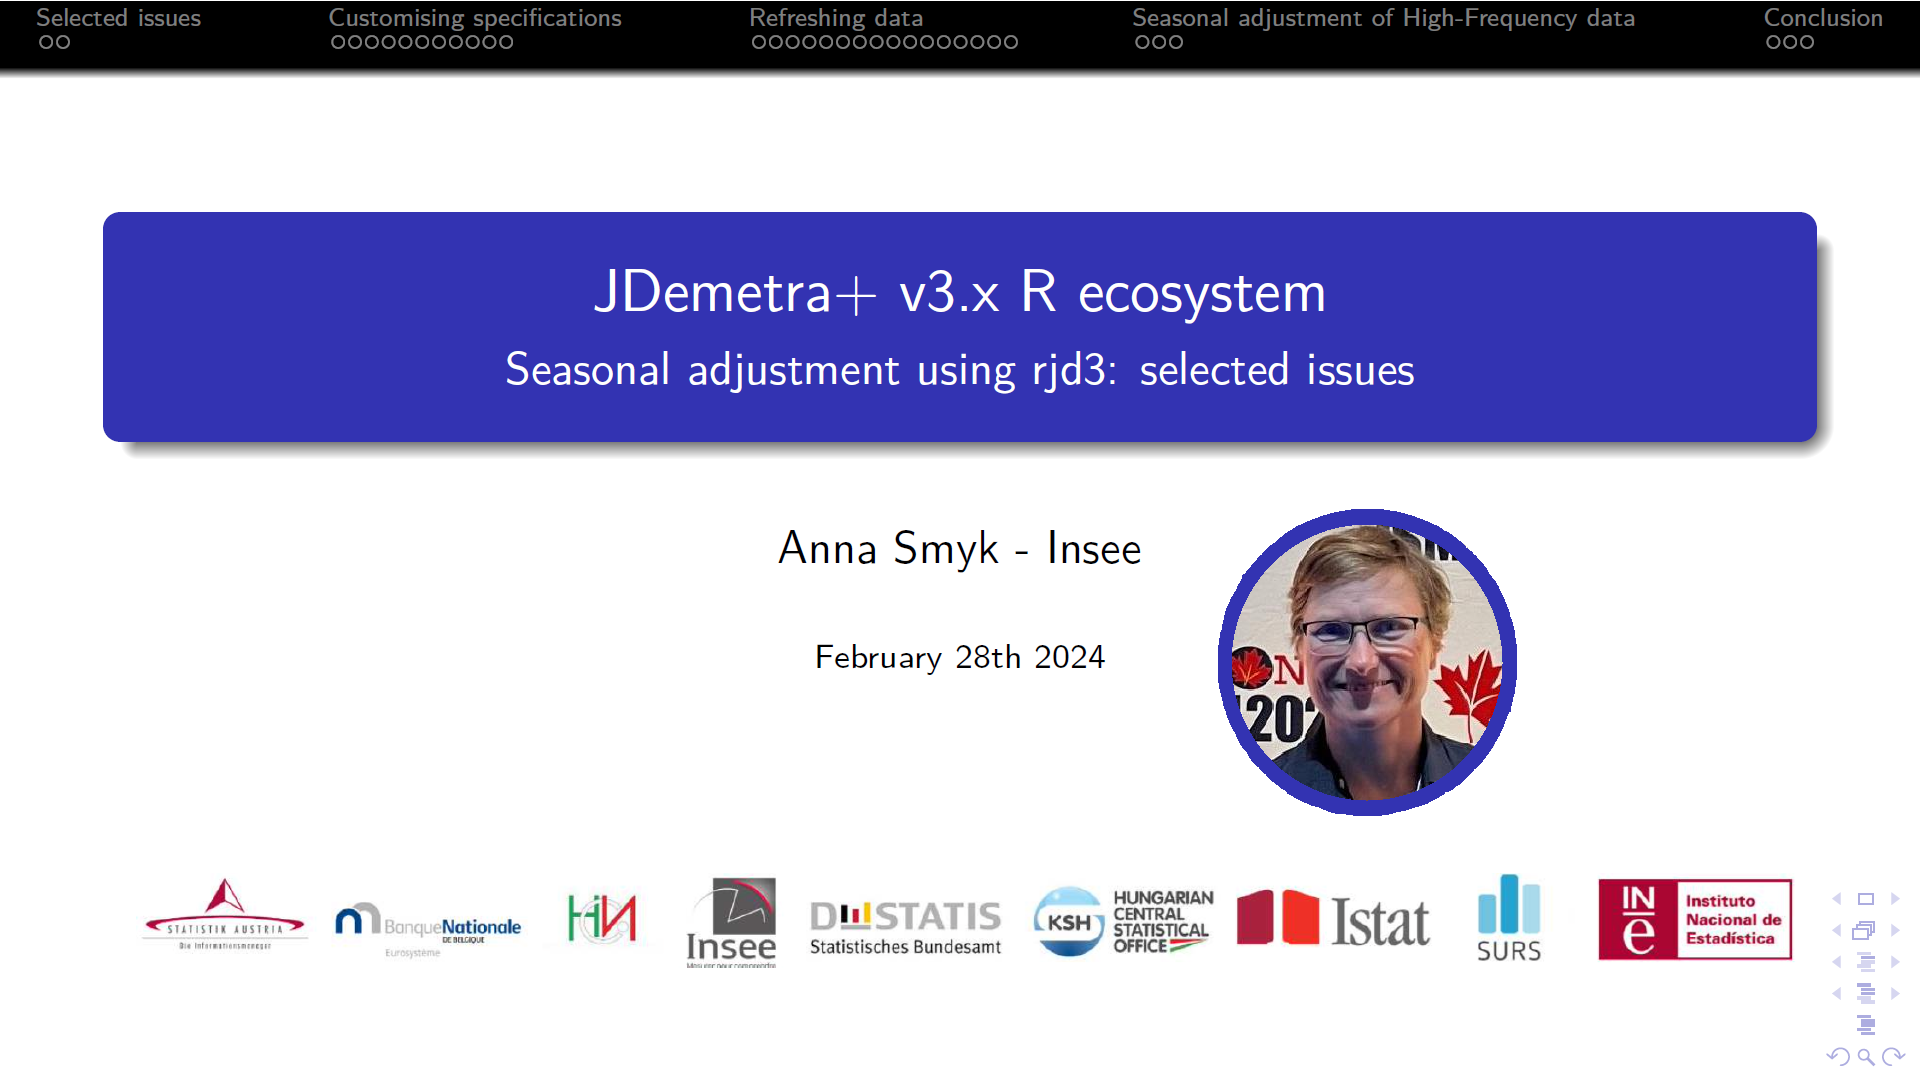 Selected issues
Customising specifications
Refreshing data
Seasonal adjustment of High-Frequency data
Conclusion
JDemetra+ v3.x R ecosystem
Seasonal adjustment using rjd3: selected issues
Anna Smyk - Insee
February 28th 2024
ON
202
STATISTIK AUSTRIA
Die Informationsmanager
BanqueNationale
DE BELGIQUE
Eurosystème
Insee
Mesurer pour comprendre
DESTATIS
Statistisches Bundesamt
KSH
HUNGARIAN
CENTRAL
STATISTICAL
OFFICE
Istat
SURS
INe
Instituto
Nacional de
Estadística